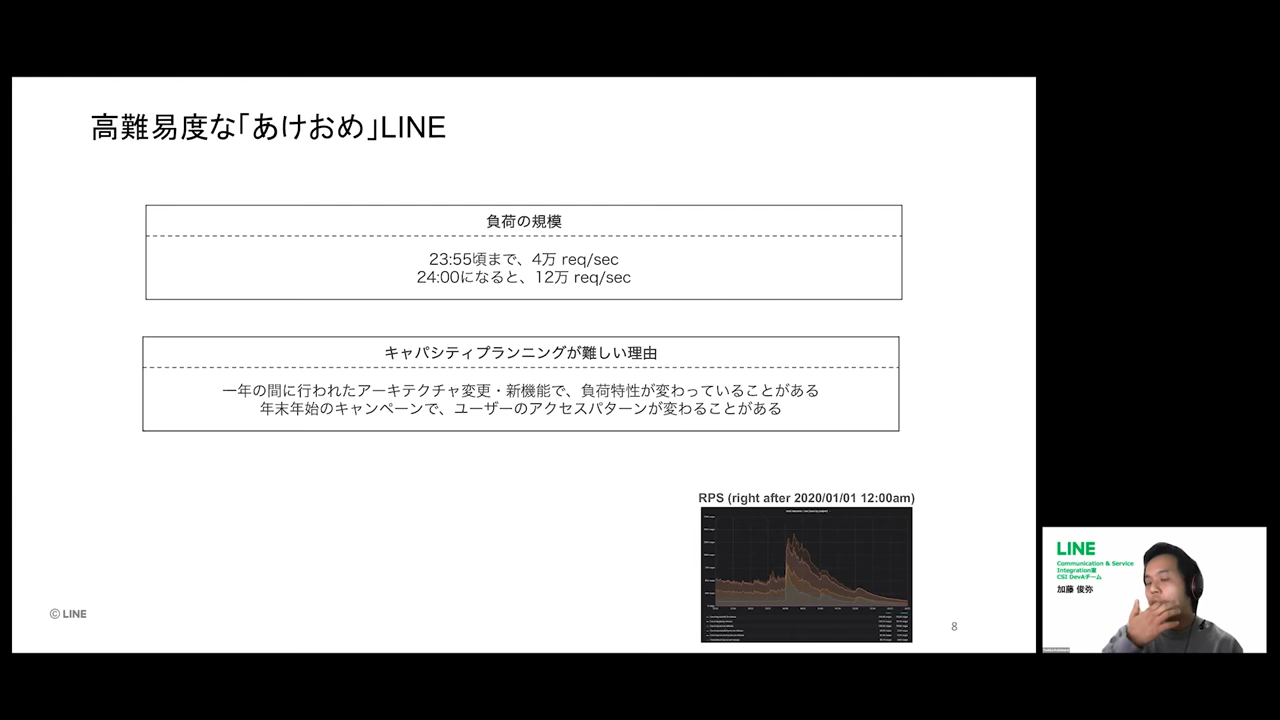 高難易度な「あけおめ」LINE
負荷の規模
23:55頃まで、4万 req/sec
24:00になると、12万 req/sec
キャパシティプランニングが難しい理由
一年の間に行われたアーキテクチャ変更・新機能で、負荷特性が変わっていることがある
年末年始のキャンペーンで、ユーザーのアクセスパターンが変わることがある
RPS (right after 2020/01/01 12:00am)
© LINE
8
LINE
Communication & Service
Integration室
CSI DevAチーム
加藤 俊弥